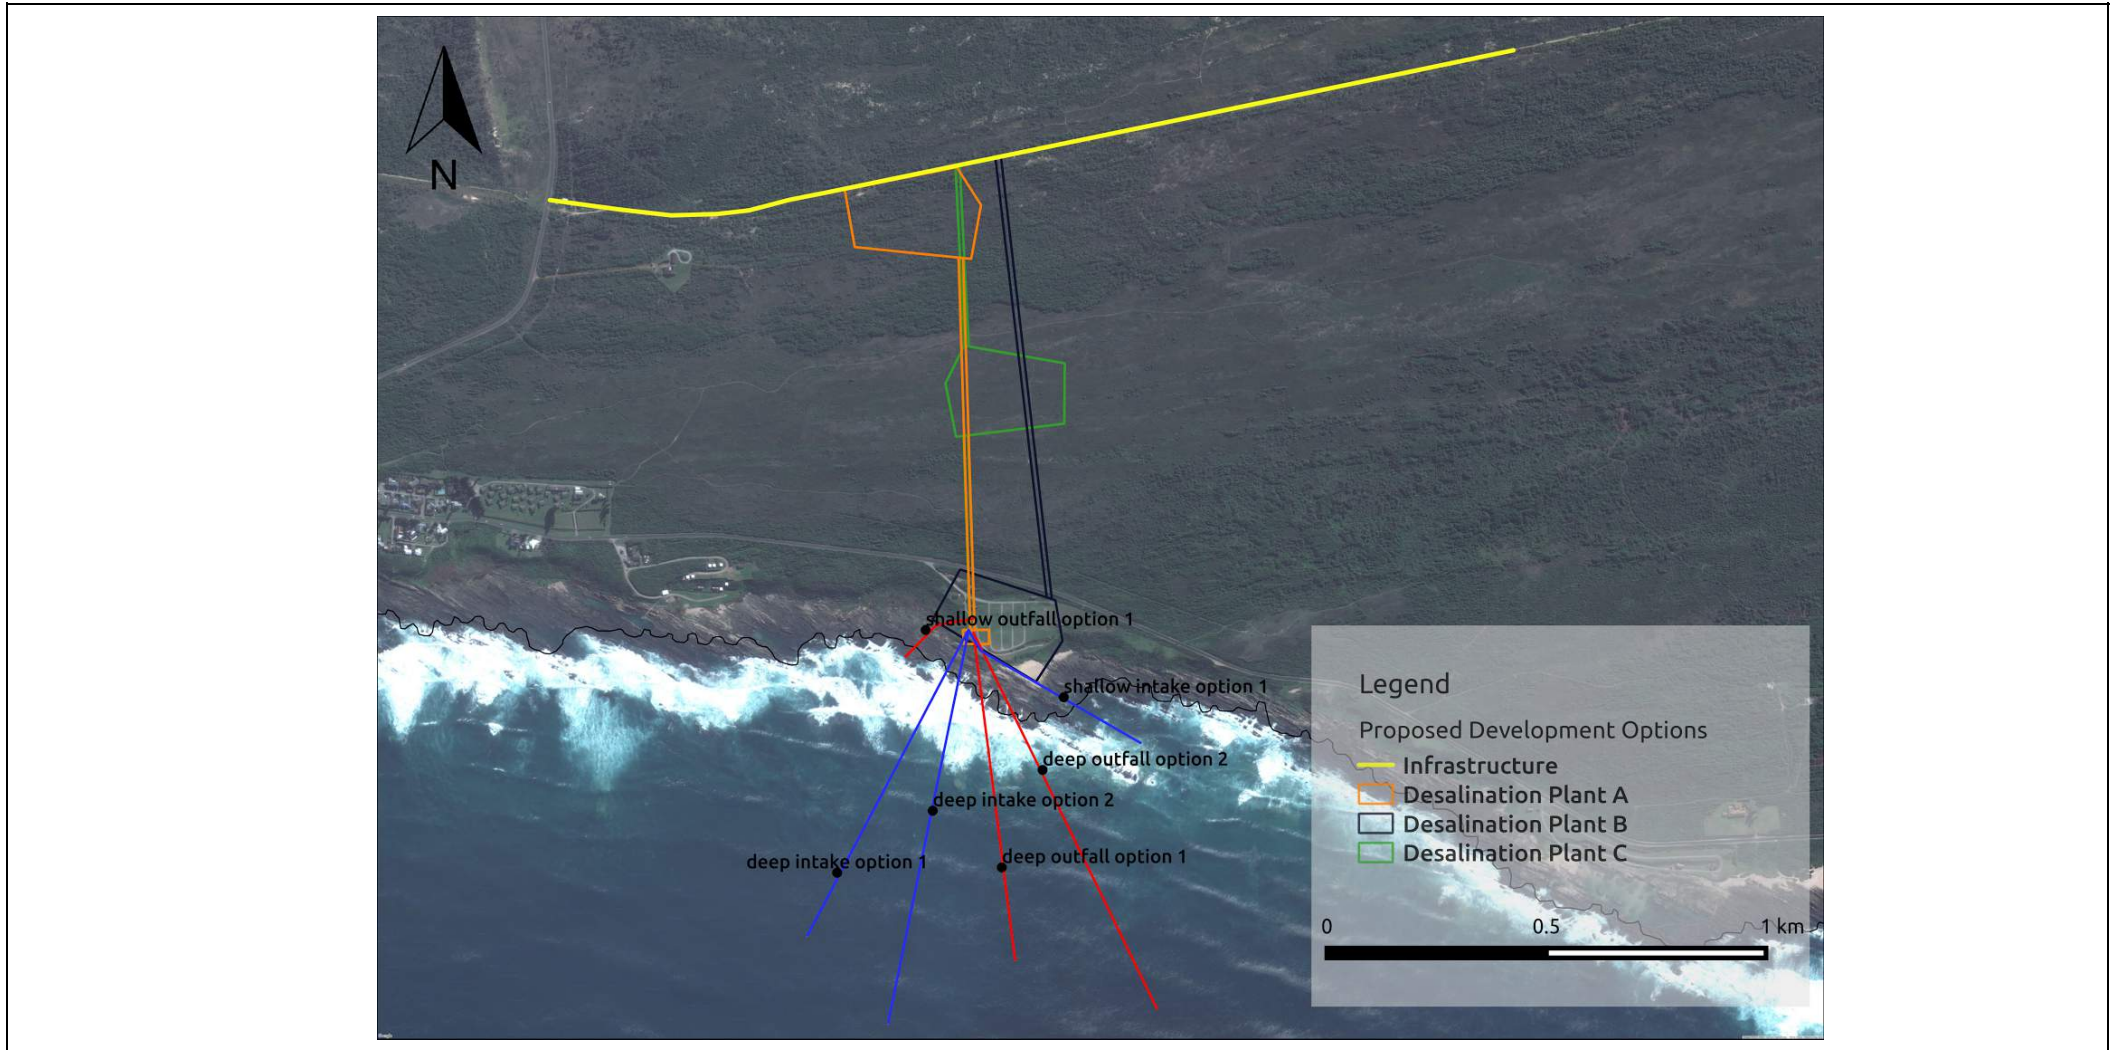 N
shallow outfall option 1
shallow intake option 1
deep outfall option 2
deep intake option 2
deep intake option 1
deep outfall option 1
Legend
Proposed Development Options
Infrastructure
Desalination Plant A
Desalination Plant B
Desalination Plant C
0 0.5 1 km